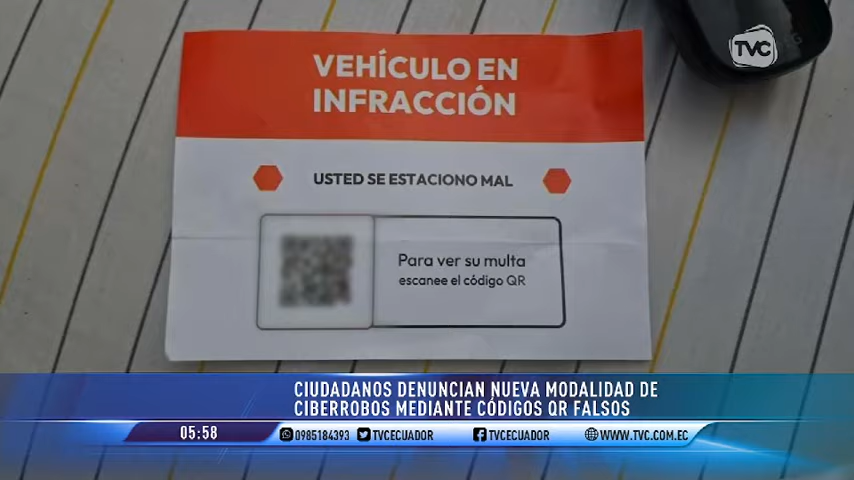 TVC
VEHÍCULO EN
INFRACCIÓN
USTED SE ESTACIONO MAL
Para ver su multa
escanee el código QR
CIUDADANOS DENUNCIAN NUEVA MODALIDAD DE
CIBERROBOS MEDIANTE CÓDIGOS QR FALSOS
05:58
0985184393
TVCECUADOR
TVCECUADOR
WWW.TVC.COM.EC